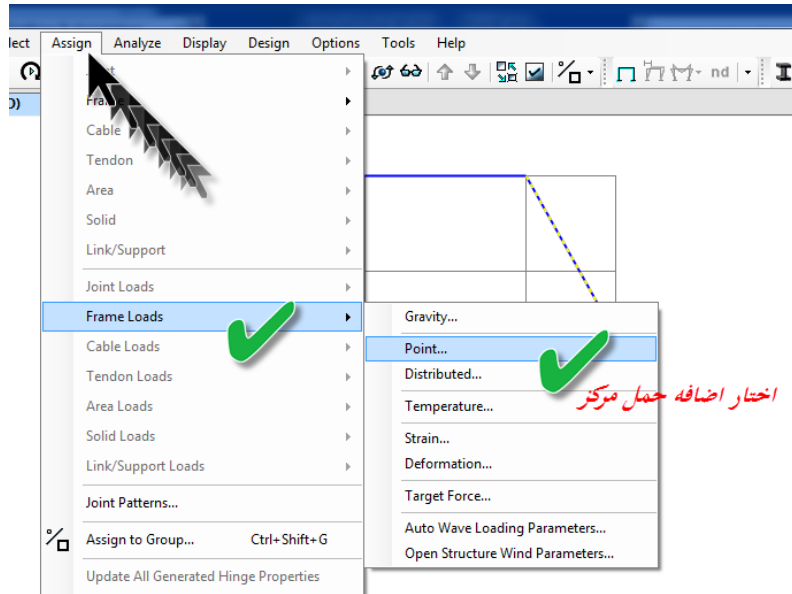 lect Assign Analyze Display Design Options Tools Help
nd
Frame
Cable
Tendon
Area
Solid
Link/Support
Joint Loads
Frame Loads
Gravity...
Cable Loads
Point...
Tendon Loads
Distributed...
Area Loads
Temperature...
اختار اضافه حمل مركز
Solid Loads
Strain...
Link/Support Loads
Deformation...
Joint Patterns...
Target Force...
Assign to Group... Ctrl+Shift+G
Auto Wave Loading Parameters...
Open Structure Wind Parameters...
Update All Generated Hinge Properties